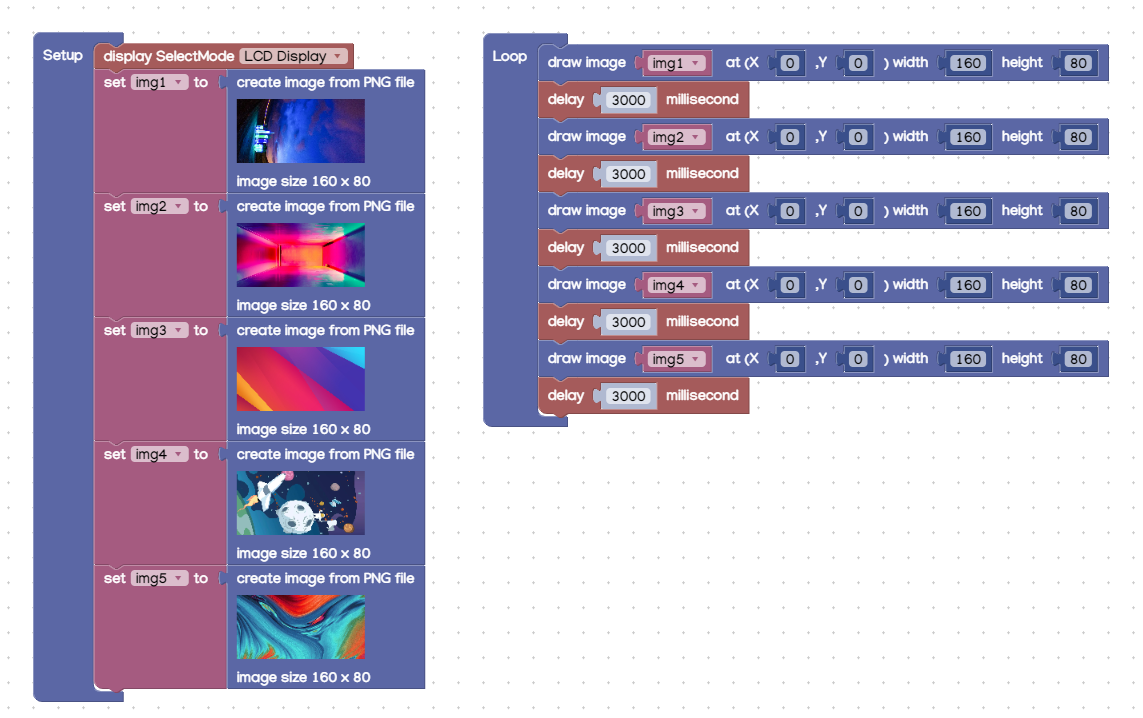 Setup
display SelectMode LCD Display
set img1 to create image from PNG file
image size 160 x 80
set img2 to create image from PNG file
image size 160 x 80
set img3 to create image from PNG file
image size 160 x 80
set img4 to create image from PNG file
image size 160 x 80
set img5 to create image from PNG file
image size 160 x 80
Loop
draw image img1 at (X 0 ,Y 0 ) width 160 height 80
delay 3000 millisecond
draw image img2 at (X 0 ,Y 0 ) width 160 height 80
delay 3000 millisecond
draw image img3 at (X 0 ,Y 0 ) width 160 height 80
delay 3000 millisecond
draw image img4 at (X 0 ,Y 0 ) width 160 height 80
delay 3000 millisecond
draw image img5 at (X 0 ,Y 0 ) width 160 height 80
delay 3000 millisecond